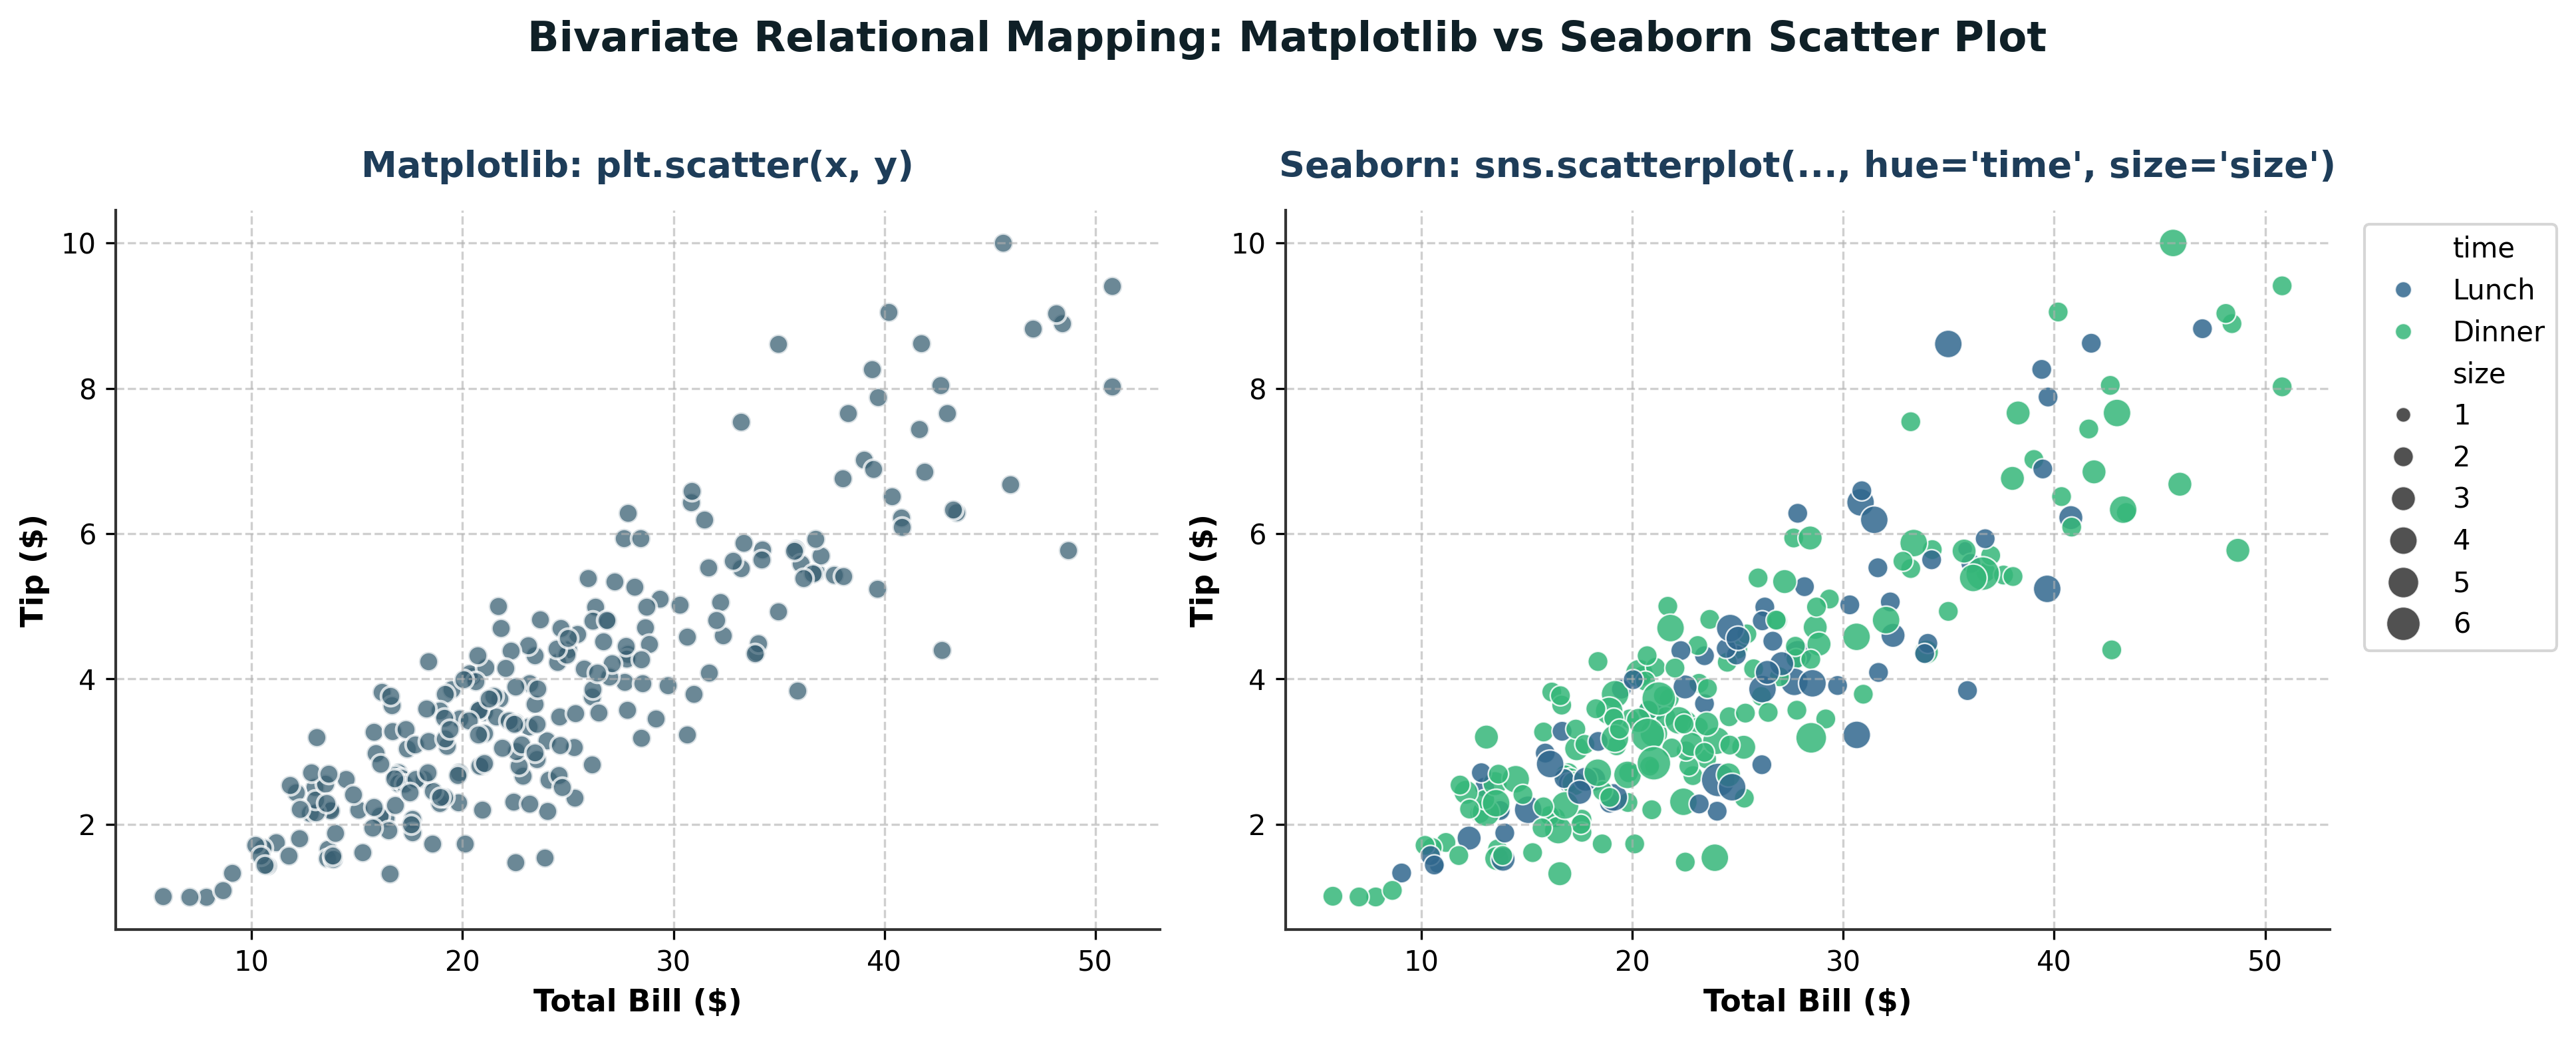 Bivariate Relational Mapping: Matplotlib vs Seaborn Scatter Plot
Matplotlib: plt.scatter(x, y)
10
8
6
4
2
Tip ($)
10
20
30
40
50
Total Bill ($)
Seaborn: sns.scatterplot(..., hue='time', size='size')
10
8
6
4
2
Tip ($)
10
20
30
40
50
Total Bill ($)
time
Lunch
Dinner
size
1
2
3
4
5
6